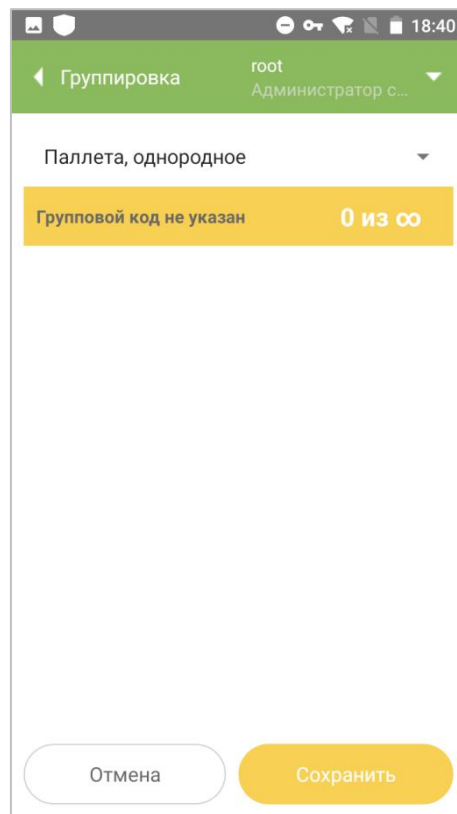 18:40
Группировка
root
Администратор с...
Паллета, однородное
Групповой код не указан
0 из ∞
Отмена
Сохранить